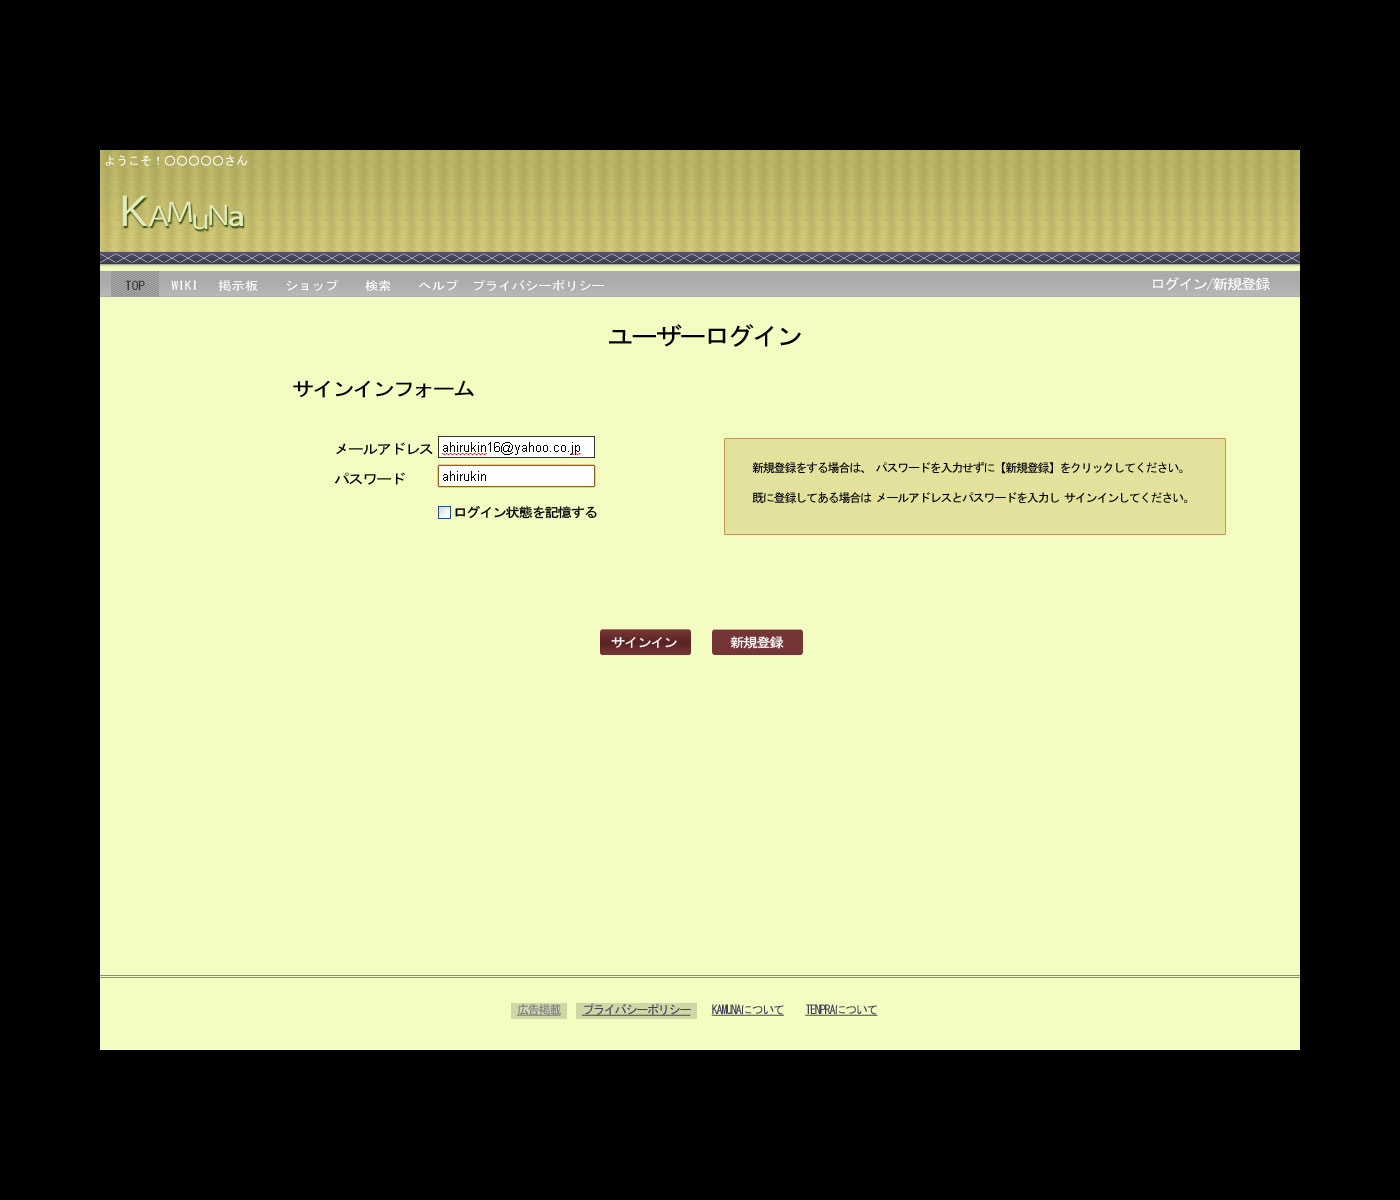 ようこそ！〇〇〇〇〇さん
KAMuNa
TOP WIKI 掲示板 ショップ 検索 ヘルプ プライバシーポリシー ログイン/新規登録
ユーザーログイン
サインインフォーム
メールアドレス ahirukin16@yahoo.co.jp
パスワード ahirukin
ログイン状態を記憶する
新規登録をする場合は、 パスワードを入力せずに【新規登録】をクリックしてください。
既に登録してある場合は メールアドレスとパスワードを入力し サインインしてください。
サインイン 新規登録
広告掲載 プライバシーポリシー KAMUNAについて TENPRAについて